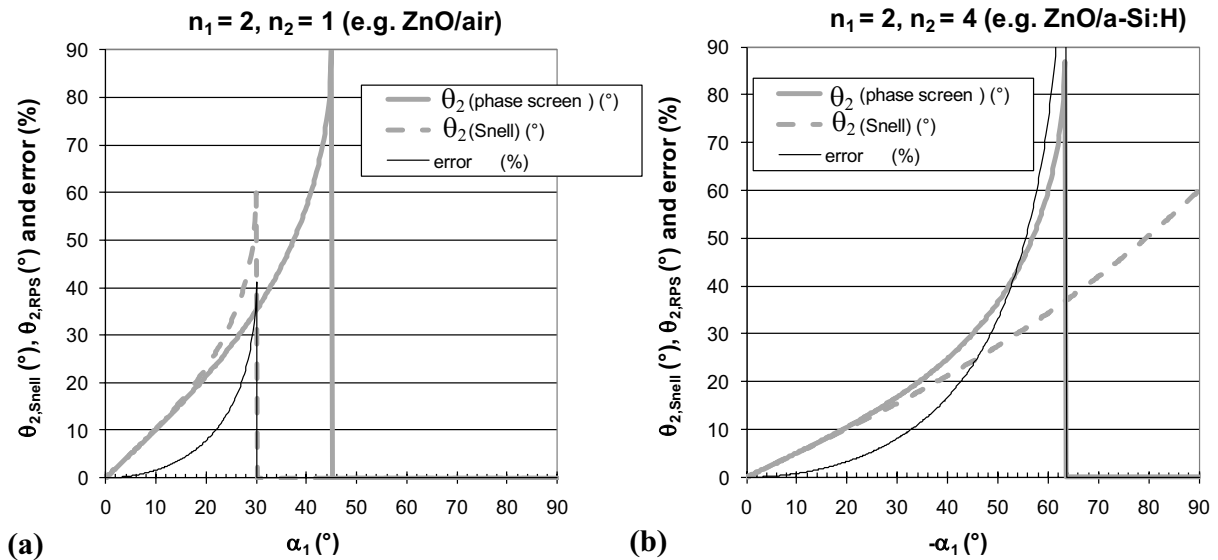 n1 = 2, n2 = 1 (e.g. ZnO/air)
θ2,Snell (°), θ2,RPS (°) and error (%)
90
80
70
60
50
40
30
20
10
0
θ2 (phase screen ) (°)
θ2 (Snell) (°)
error (%)
0 10 20 30 40 50 60 70 80 90
(a)
α1 (°)
n1 = 2, n2 = 4 (e.g. ZnO/a-Si:H)
θ2,Snell (°), θ2,RPS (°) and error (%)
90
80
70
60
50
40
30
20
10
0
θ2 (phase screen ) (°)
θ2 (Snell) (°)
error (%)
0 10 20 30 40 50 60 70 80 90
(b)
-α1 (°)